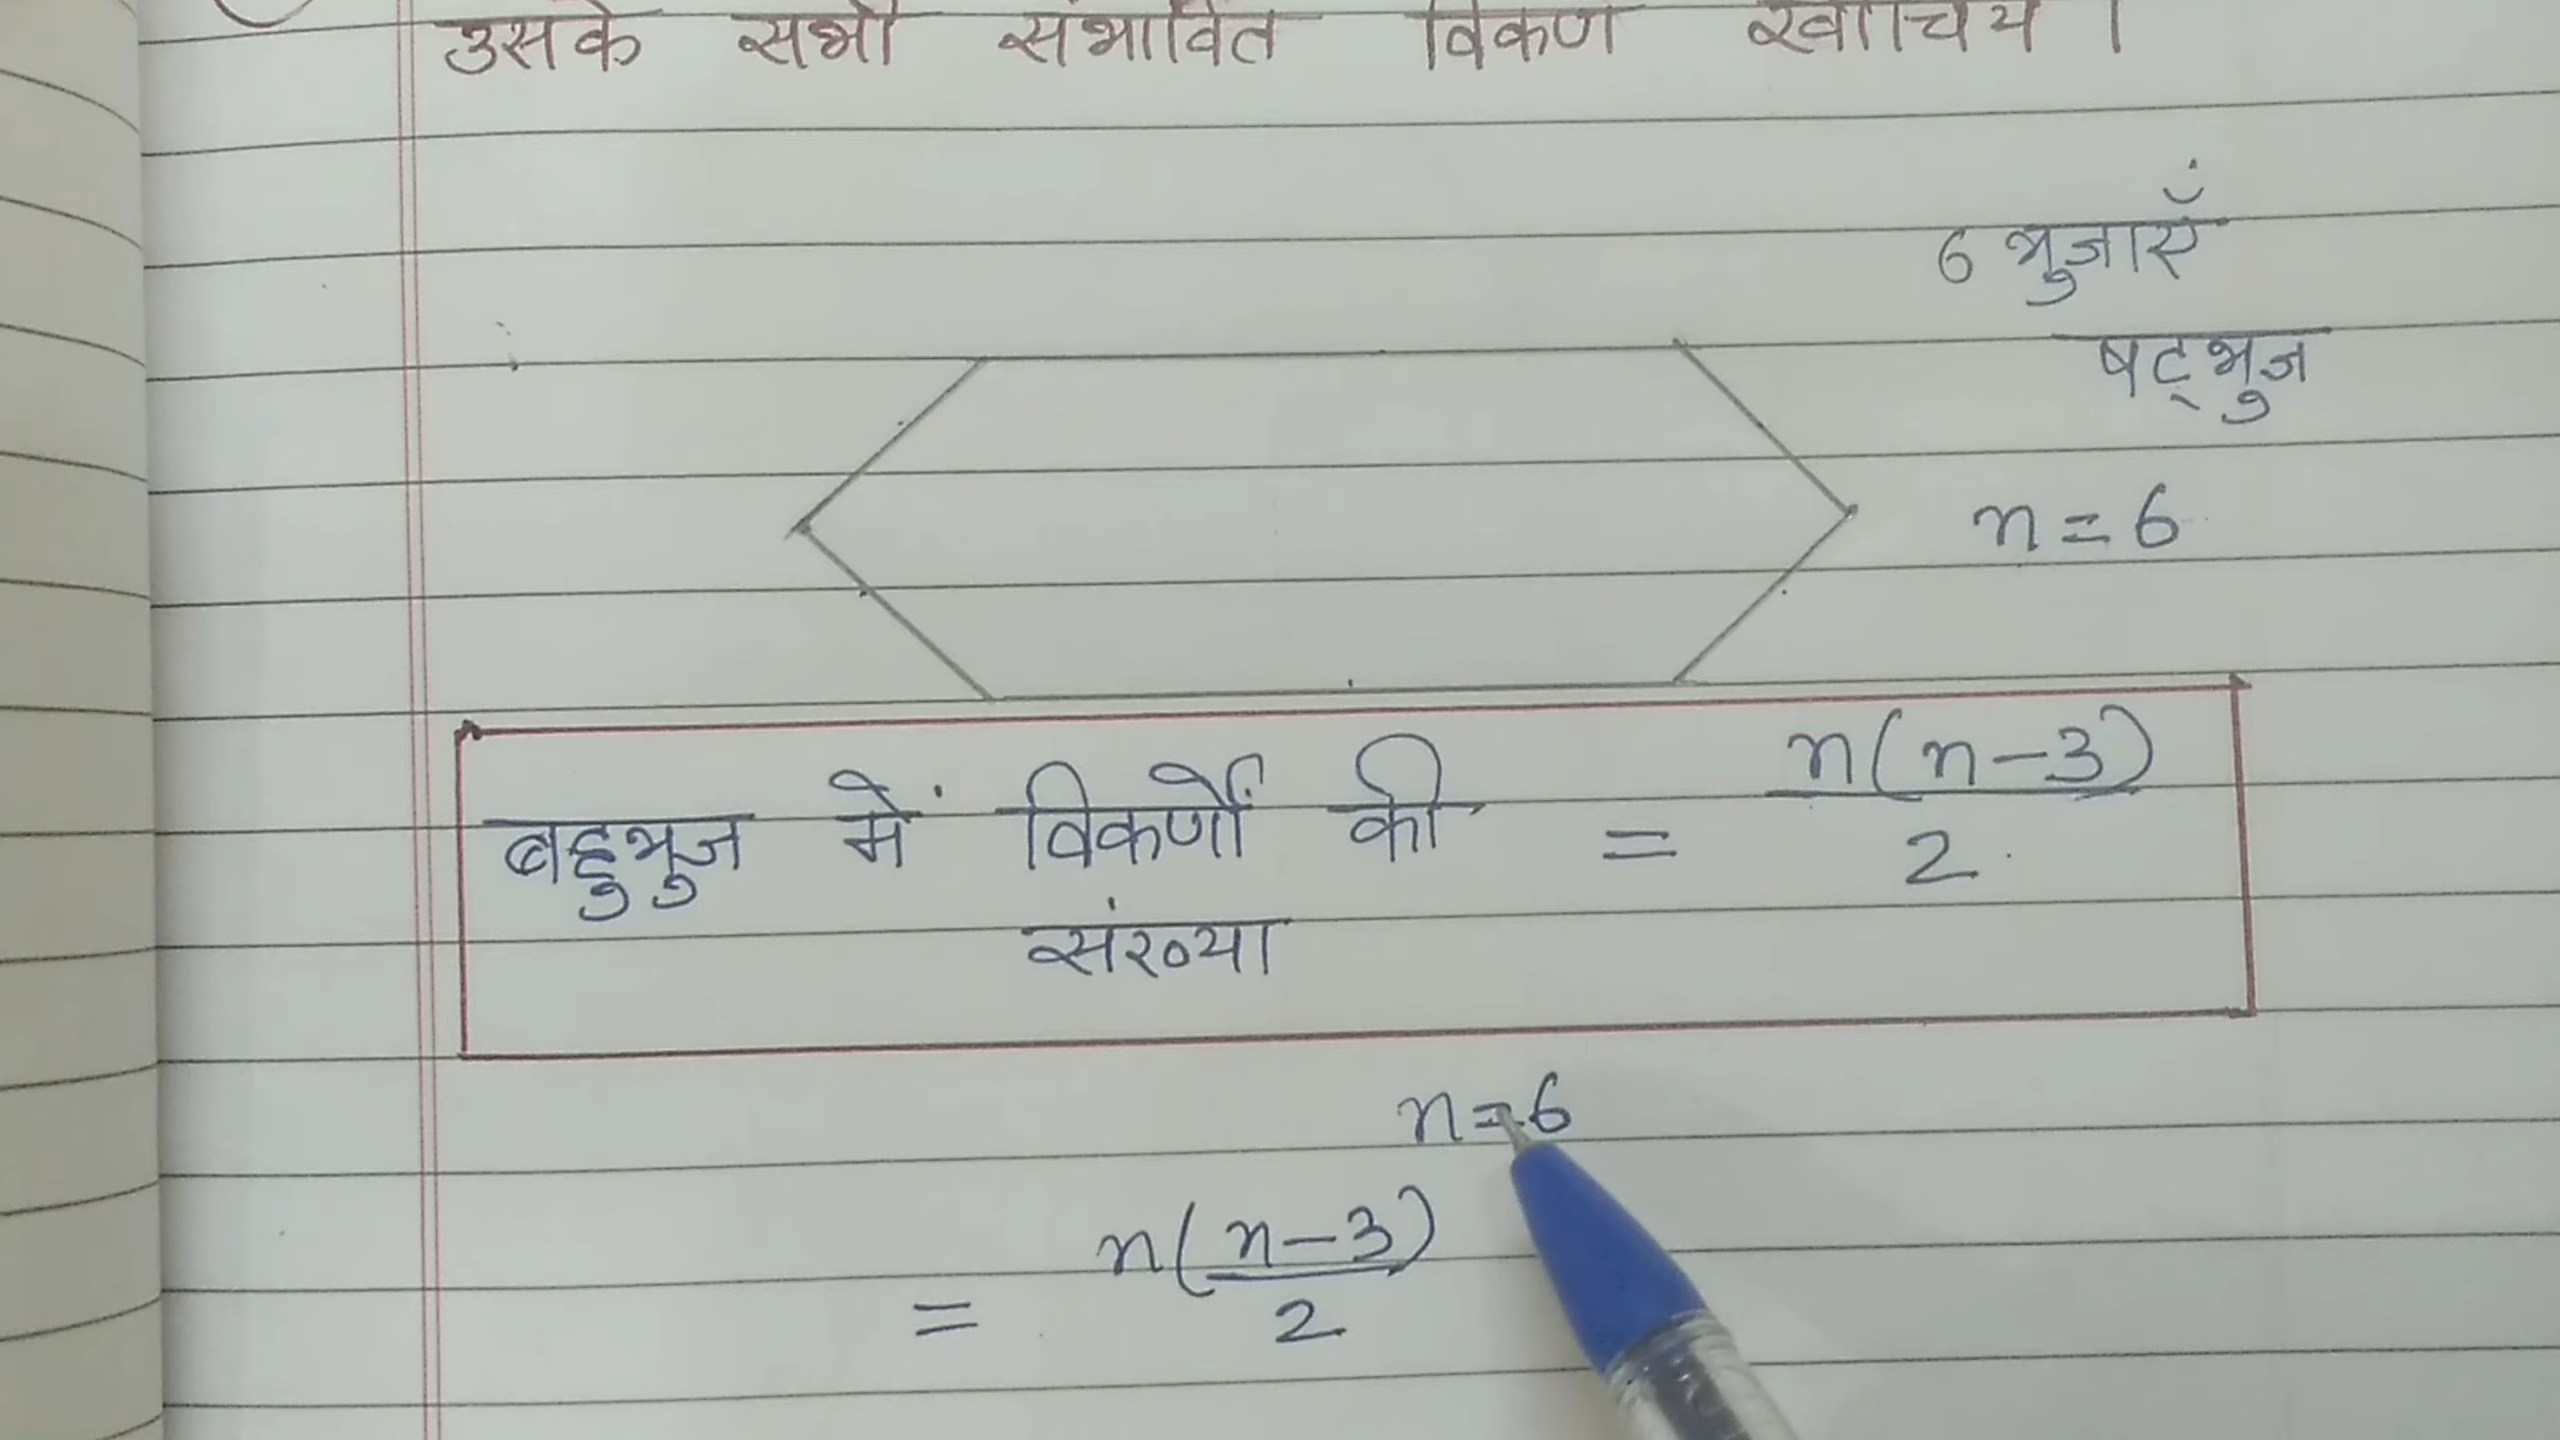 उसके सभी संभावित विकर्ण खींचिये ।
6 भुजाएँ
षट्भुज
n = 6
बहुभुज में विकर्णों की = n(n-3)/2
संख्या
n = 6
= n(n-3)/2